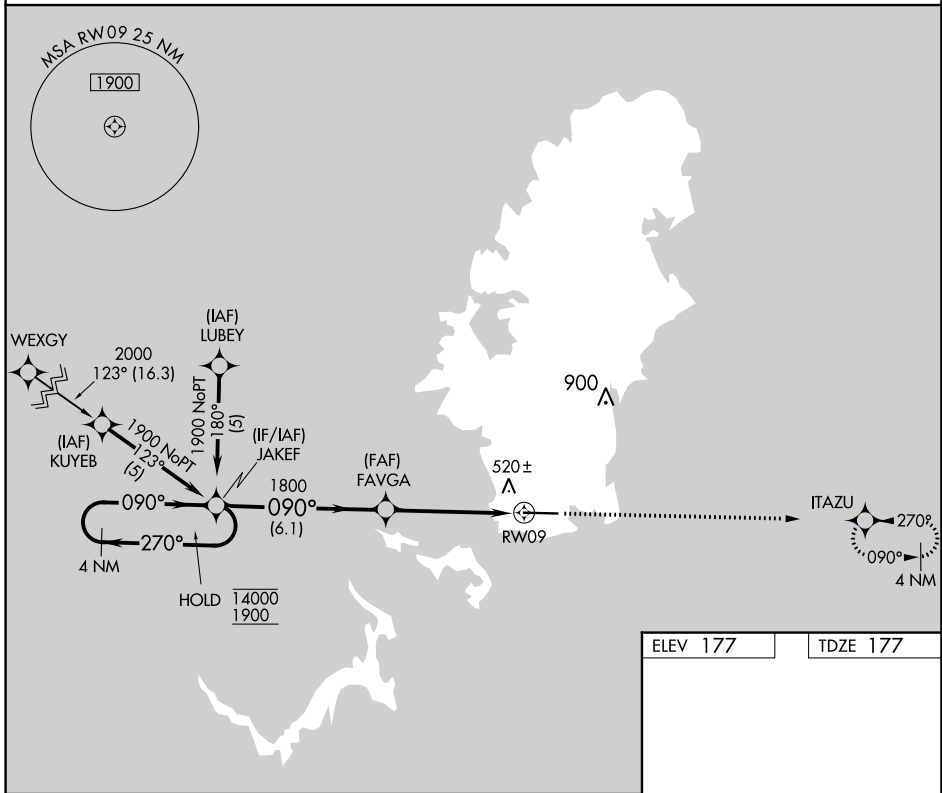 MSA RW09 25 NM
1900
WEXGY
2000
123° (16.3)
(IAF)
LUBEY
1900 NoPT
180°
(5)
(IAF)
KUYEB
1900 NoPT
123°
(5)
(IF/IAF)
JAKEF
1800
090°
(6.1)
(FAF)
FAVGA
900
520±
RW09
ITAZU
270°
090°
4 NM
090°
270°
4 NM
HOLD
14000
1900
ELEV 177
TDZE 177